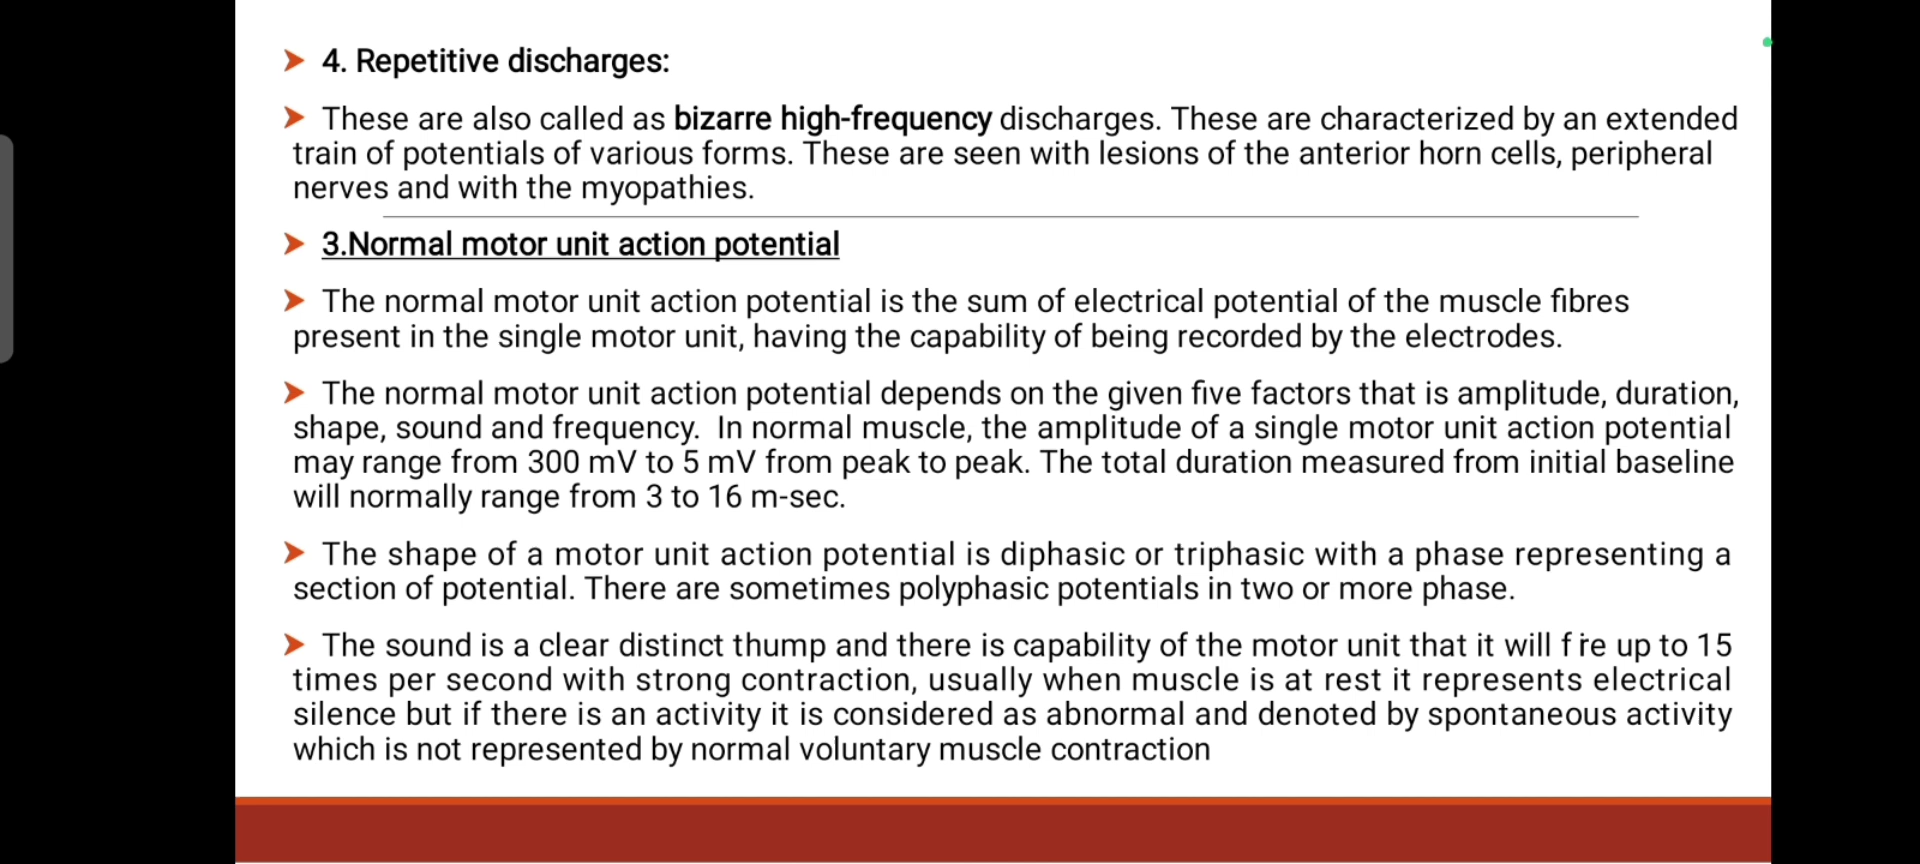 ➤ 4. Repetitive discharges:
➤ These are also called as bizarre high-frequency discharges. These are characterized by an extended
train of potentials of various forms. These are seen with lesions of the anterior horn cells, peripheral
nerves and with the myopathies.
➤ 3.Normal motor unit action potential
➤ The normal motor unit action potential is the sum of electrical potential of the muscle fibres
present in the single motor unit, having the capability of being recorded by the electrodes.
➤ The normal motor unit action potential depends on the given five factors that is amplitude, duration,
shape, sound and frequency.  In normal muscle, the amplitude of a single motor unit action potential
may range from 300 mV to 5 mV from peak to peak. The total duration measured from initial baseline
will normally range from 3 to 16 m-sec.
➤ The shape of a motor unit action potential is diphasic or triphasic with a phase representing a
section of potential. There are sometimes polyphasic potentials in two or more phase.
➤ The sound is a clear distinct thump and there is capability of the motor unit that it will f ire up to 15
times per second with strong contraction, usually when muscle is at rest it represents electrical
silence but if there is an activity it is considered as abnormal and denoted by spontaneous activity
which is not represented by normal voluntary muscle contraction